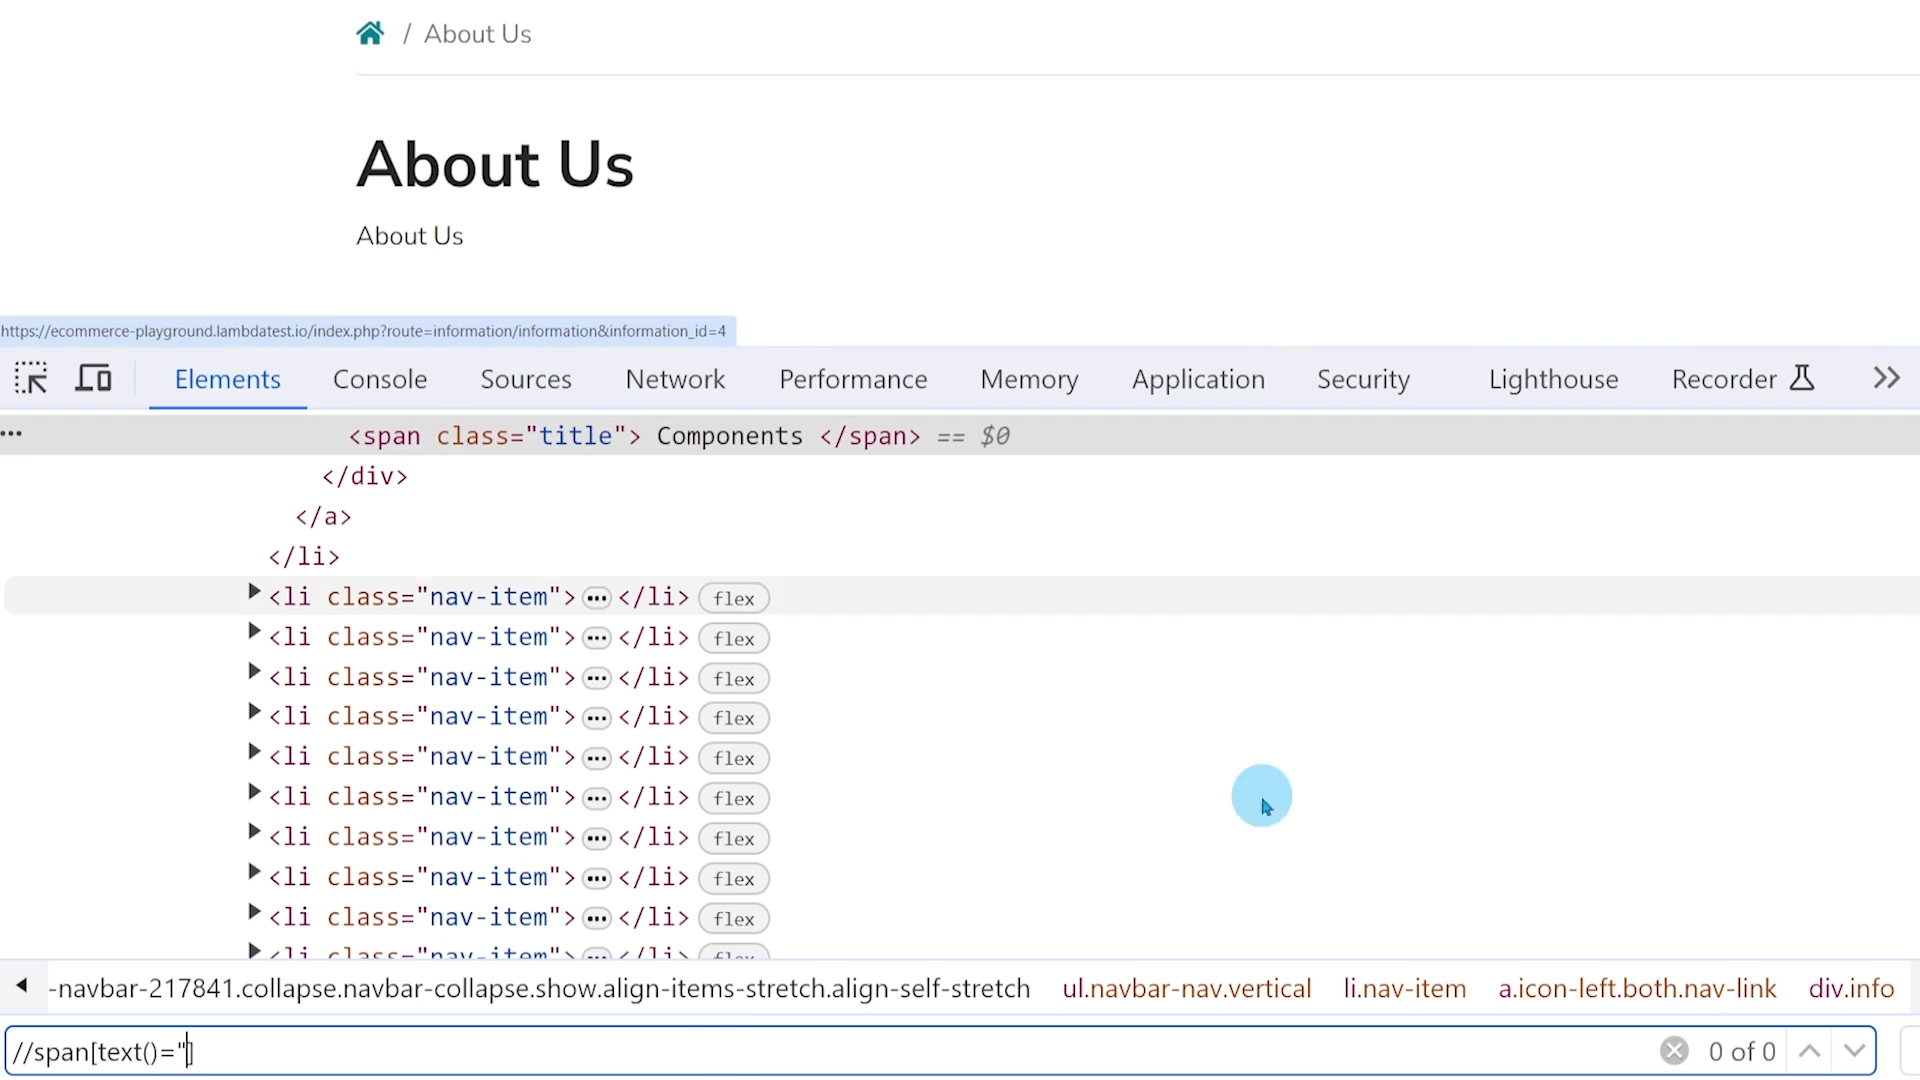 / About Us
About Us
About Us
https://ecommerce-playground.lambdatest.io/index.php?route=information/information&information_id=4
Elements Console Sources Network Performance Memory Application Security Lighthouse Recorder
<span class="title"> Components </span> == $0
</div>
</a>
</li>
<li class="nav-item"> </li> flex
<li class="nav-item"> </li> flex
<li class="nav-item"> </li> flex
<li class="nav-item"> </li> flex
<li class="nav-item"> </li> flex
<li class="nav-item"> </li> flex
<li class="nav-item"> </li> flex
<li class="nav-item"> </li> flex
<li class="nav-item"> </li> flex
<li class="nav-item"> </li> flex
-navbar-217841.collapse.navbar-collapse.show.align-items-stretch.align-self-stretch ul.navbar-nav.vertical li.nav-item a.icon-left.both.nav-link div.info
//span[text()="] 0 of 0